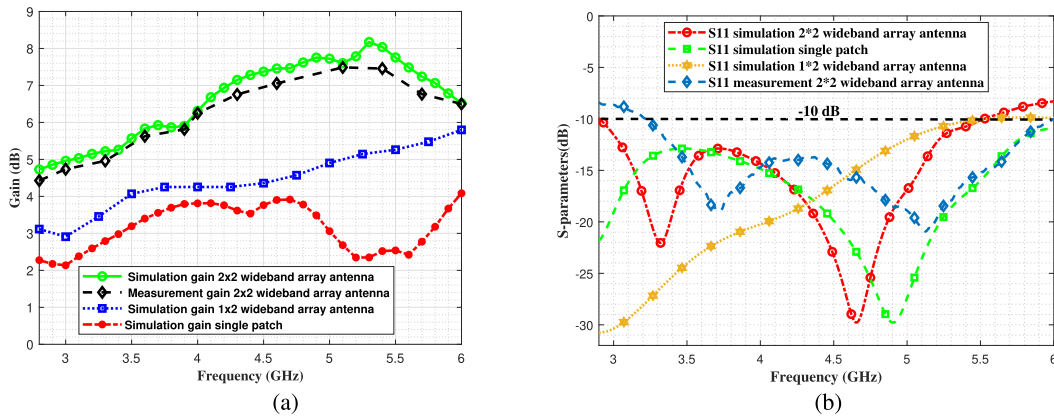 9
8
7
6
5
4
3
2
1
0
Gain (dB)
Simulation gain 2x2 wideband array antenna
Measurement gain 2x2 wideband array antenna
Simulation gain 1x2 wideband array antenna
Simulation gain single patch
3
3.5
4
4.5
5
5.5
6
Frequency (GHz)
(a)
0
-5
-10
-15
-20
-25
-30
S-parameters(dB)
S11 simulation 2*2 wideband array antenna
S11 simulation single patch
S11 simulation 1*2 wideband array antenna
S11 measurement 2*2 wideband array antenna
-10 dB
3
3.5
4
4.5
5
5.5
6
Frequency (GHz)
(b)